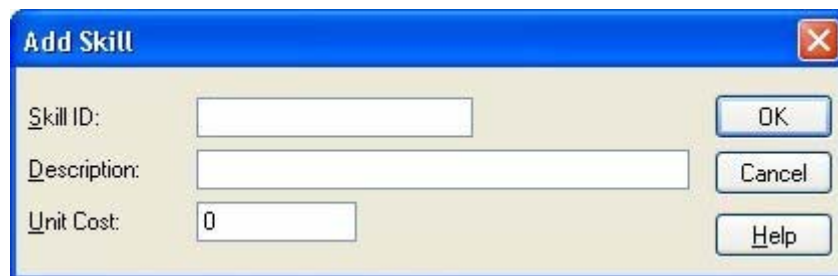 Add Skill
Skill ID:
OK
Description:
Cancel
Unit Cost: 0
Help